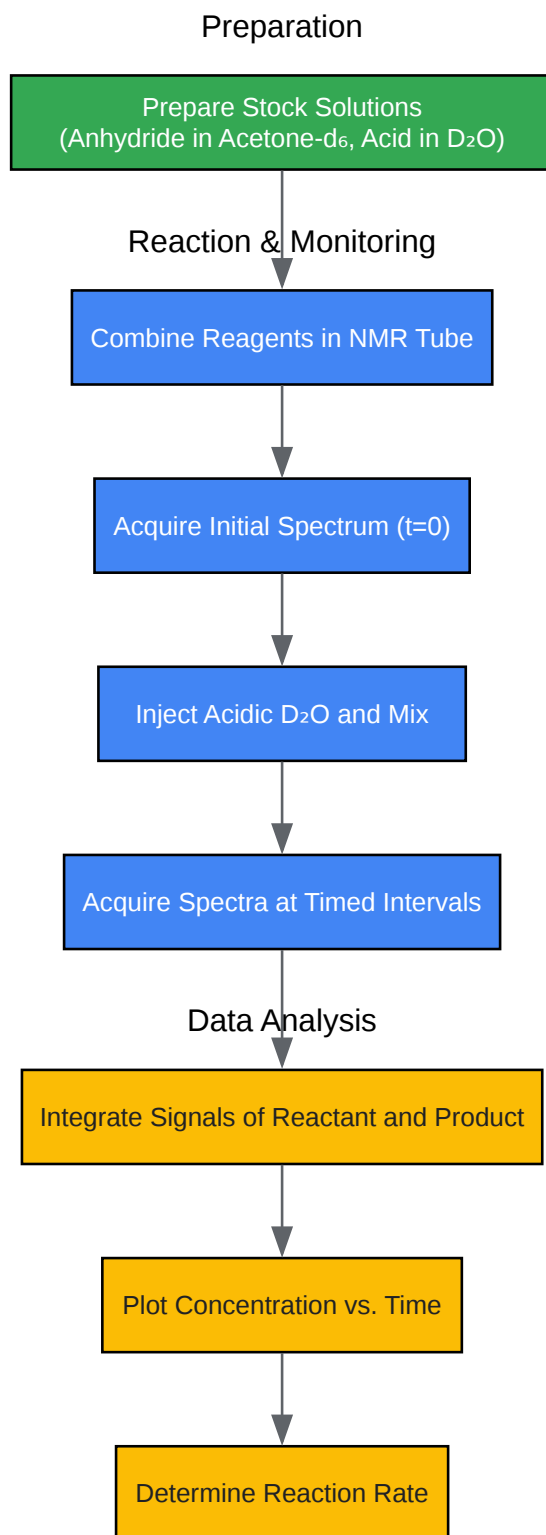 Preparation
Prepare Stock Solutions
(Anhydride in Acetone-d₆, Acid in D₂O)
Reaction & Monitoring
Combine Reagents in NMR Tube
Acquire Initial Spectrum (t=0)
Inject Acidic D₂O and Mix
Acquire Spectra at Timed Intervals
Data Analysis
Integrate Signals of Reactant and Product
Plot Concentration vs. Time
Determine Reaction Rate